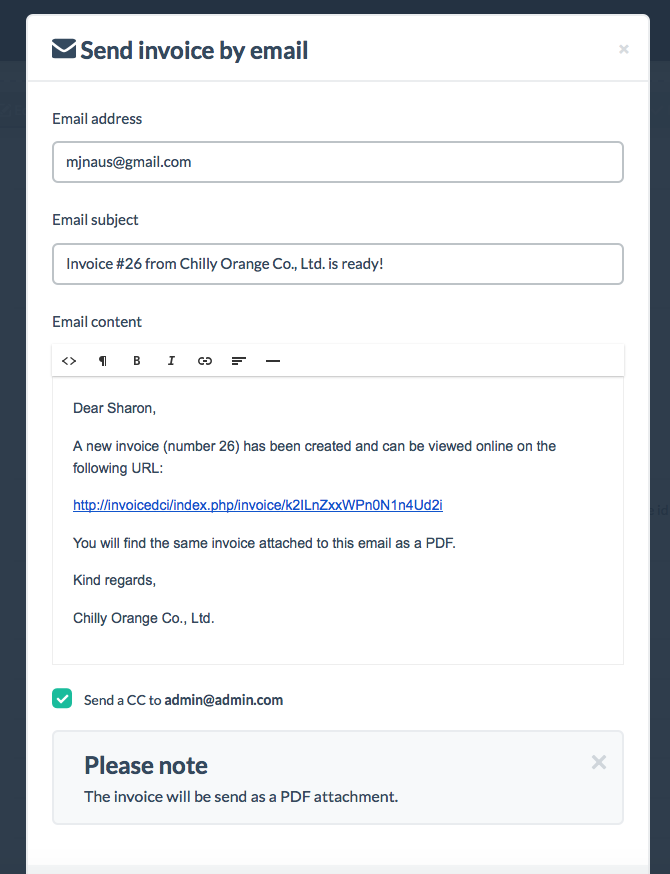 Send invoice by email
×
Email address
mjnaus@gmail.com
Email subject
Invoice #26 from Chilly Orange Co., Ltd. is ready!
Email content
<> ¶ B I
Dear Sharon,
A new invoice (number 26) has been created and can be viewed online on the
following URL:
http://invoicedci/index.php/invoice/k2ILnZxxWPn0N1n4Ud2i
You will find the same invoice attached to this email as a PDF.
Kind regards,
Chilly Orange Co., Ltd.
Send a CC to admin@admin.com
Please note
×
The invoice will be send as a PDF attachment.